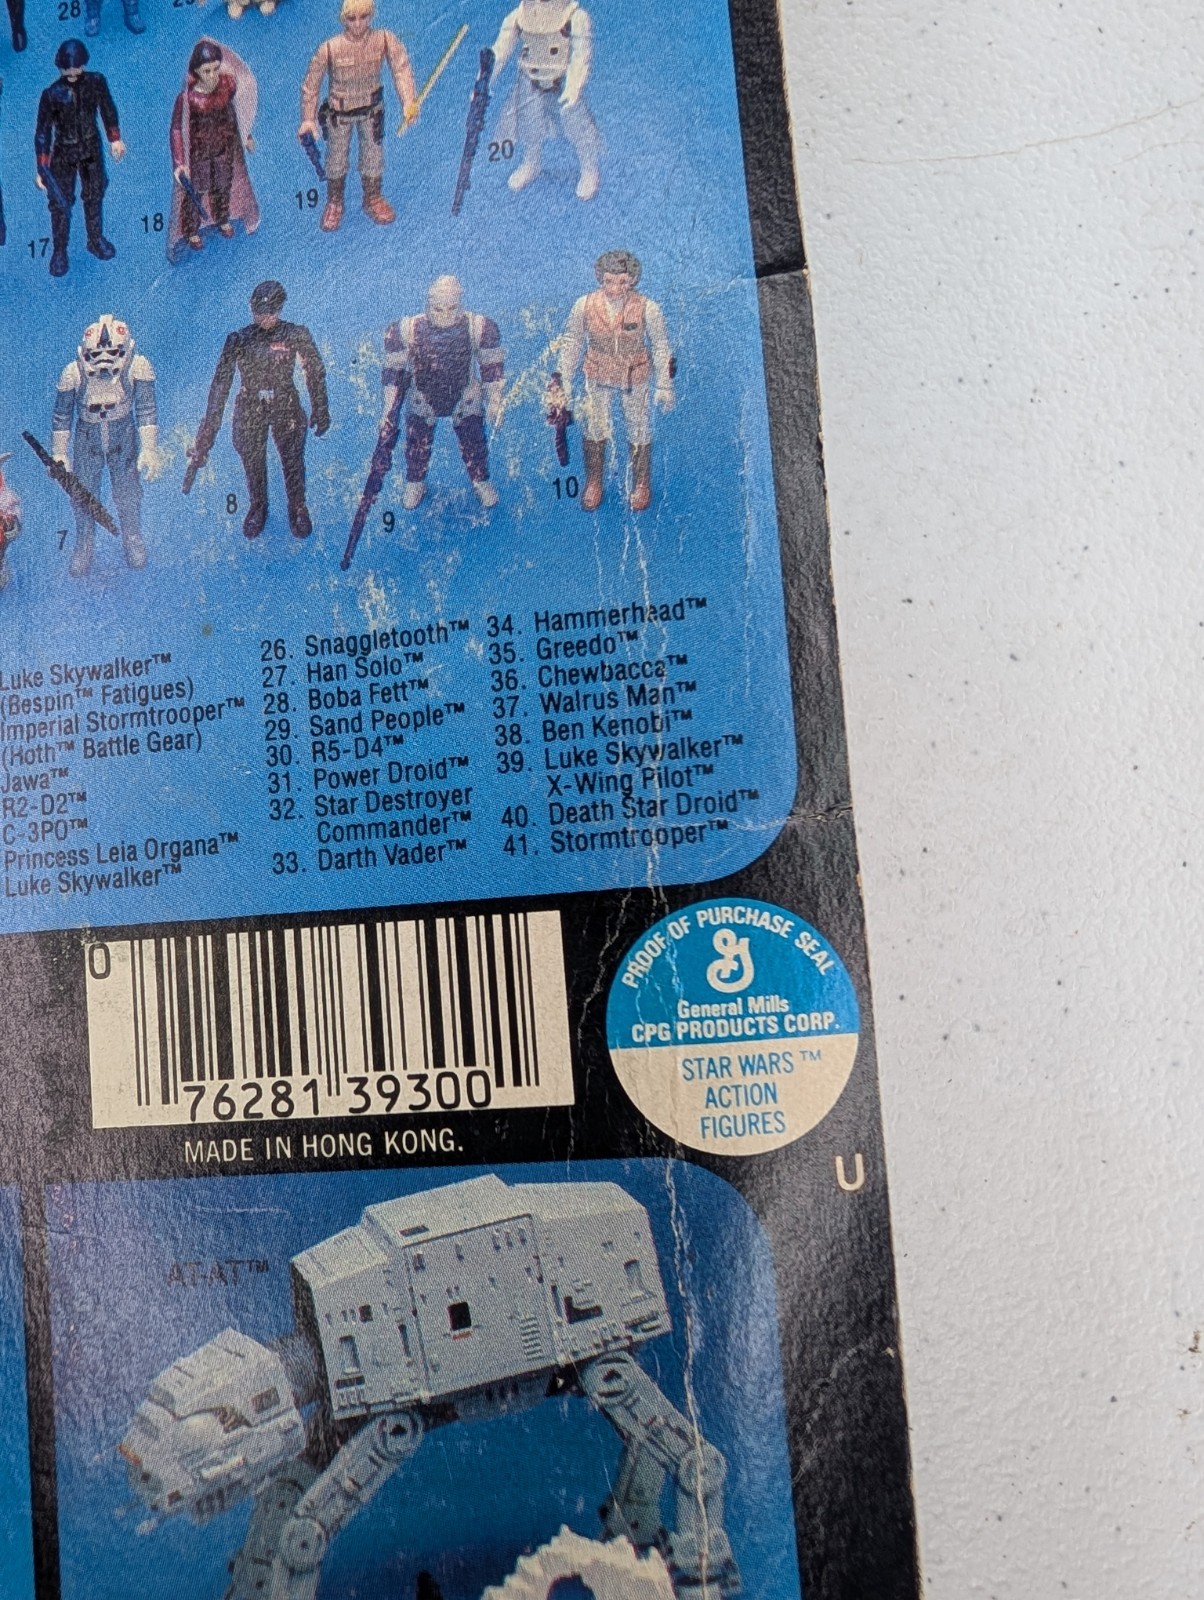 28
17
18
19
20
7
8
9
10
Luke Skywalker™
(Bespin™ Fatigues)
Imperial Stormtrooper™
(Hoth™ Battle Gear)
Jawa™
R2-D2™
C-3PO™
Princess Leia Organa™
Luke Skywalker™
26. Snaggletooth™
27. Han Solo™
28. Boba Fett™
29. Sand People™
30. R5-D4™
31. Power Droid™
32. Star Destroyer
Commander™
33. Darth Vader™
34. Hammerhead™
35. Greedo™
36. Chewbacca™
37. Walrus Man™
38. Ben Kenobi™
39. Luke Skywalker™
X-Wing Pilot™
40. Death Star Droid™
41. Stormtrooper™
0
76281 39300
MADE IN HONG KONG.
PROOF OF PURCHASE SEAL
G
General Mills
CPG PRODUCTS CORP.
STAR WARS™
ACTION
FIGURES
U
AT-AT™